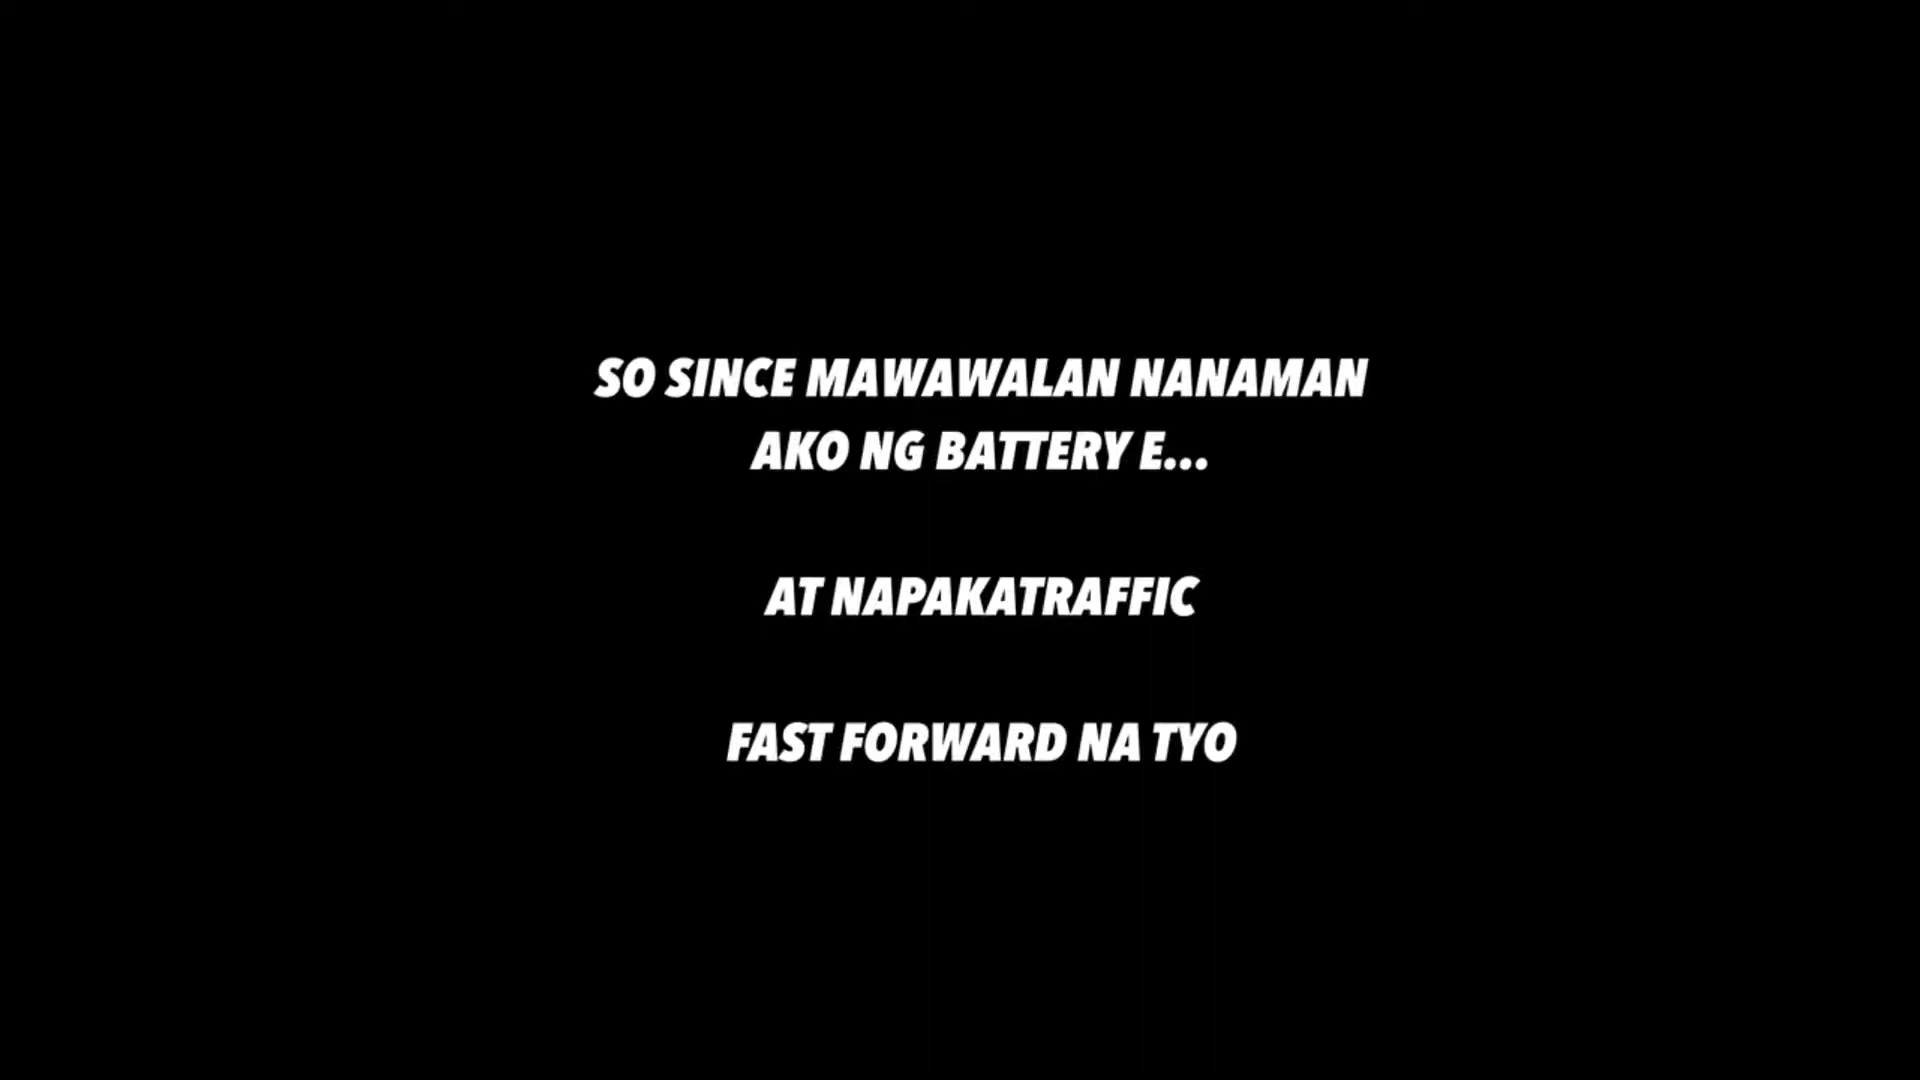 SO SINCE MAWAWALAN NANAMAN
AKO NG BATTERY E...
AT NAPAKATRAFFIC
FAST FORWARD NA TYO